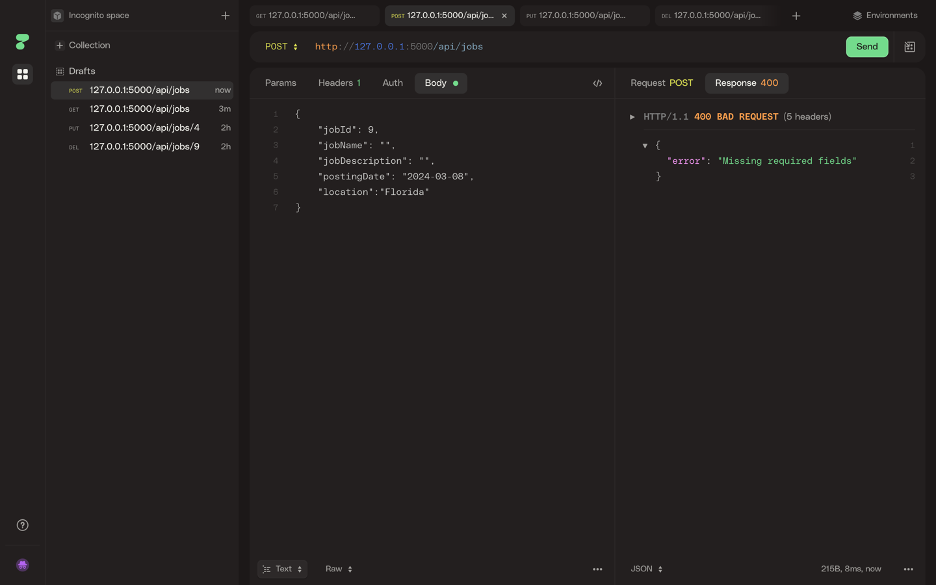 Incognito space
Collection
Drafts
POST 127.0.0.1:5000/api/jobs now
GET 127.0.0.1:5000/api/jobs 3m
PUT 127.0.0.1:5000/api/jobs/4 2h
DEL 127.0.0.1:5000/api/jobs/9 2h
GET 127.0.0.1:5000/api/jo...
POST 127.0.0.1:5000/api/jo...
PUT 127.0.0.1:5000/api/jo...
DEL 127.0.0.1:5000/api/jo...
Environments
POST http://127.0.0.1:5000/api/jobs Send
Params Headers 1 Auth Body
1 {
2 "jobId": 9,
3 "jobName": "",
4 "jobDescription": "",
5 "postingDate": "2024-03-08",
6 "location":"Florida"
7 }
Text Raw
Request POST Response 400
HTTP/1.1 400 BAD REQUEST (5 headers)
{ 1
"error": "Missing required fields" 2
} 3
JSON 215B, 8ms, now